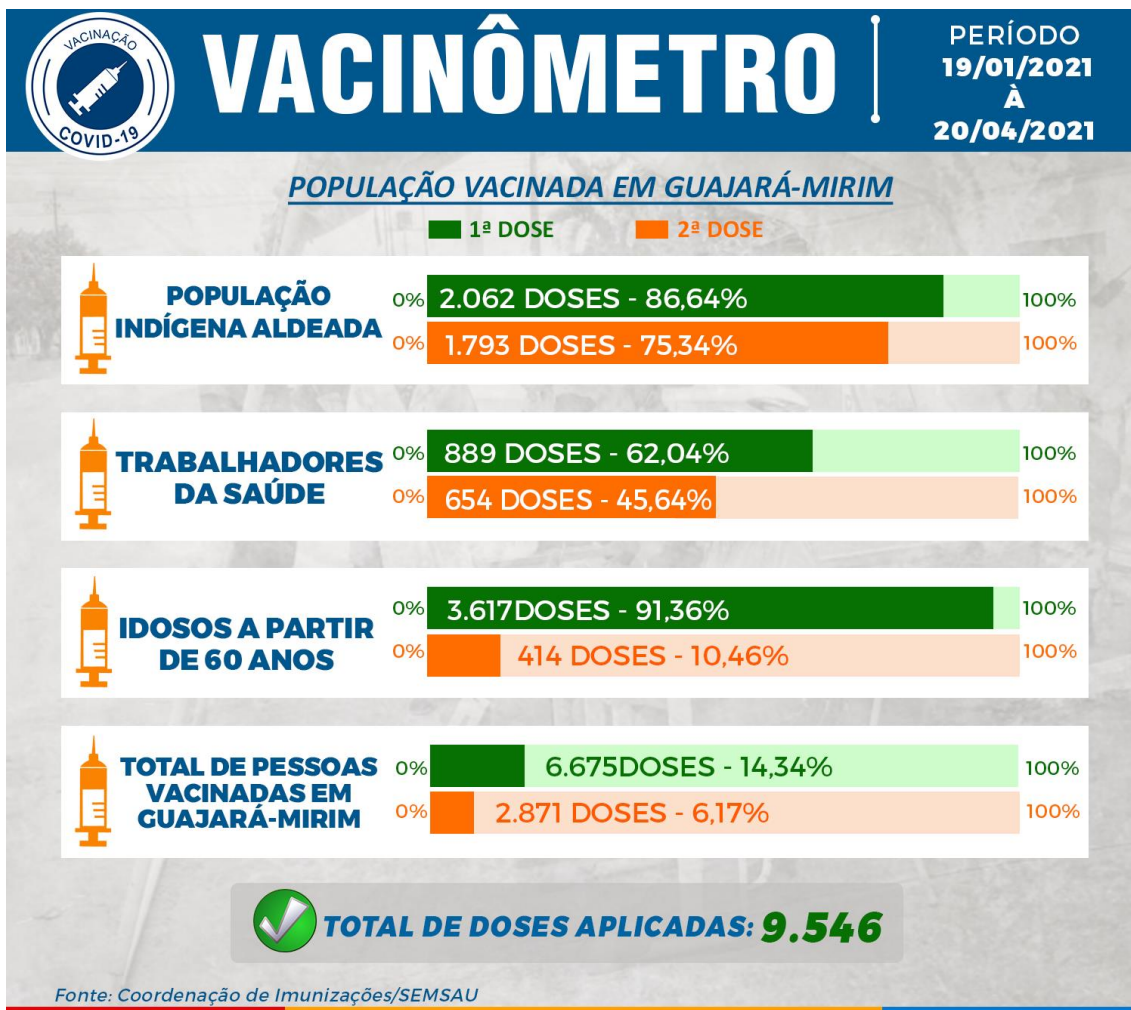 VACINAÇÃO
COVID-19
VACINÔMETRO
PERÍODO
19/01/2021
À
20/04/2021
POPULAÇÃO VACINADA EM GUAJARÁ-MIRIM
1ª DOSE
2ª DOSE
POPULAÇÃO
INDÍGENA ALDEADA
0%
2.062 DOSES - 86,64%
100%
0%
1.793 DOSES - 75,34%
100%
TRABALHADORES
DA SAÚDE
0%
889 DOSES - 62,04%
100%
0%
654 DOSES - 45,64%
100%
IDOSOS A PARTIR
DE 60 ANOS
0%
3.617DOSES - 91,36%
100%
0%
414 DOSES - 10,46%
100%
TOTAL DE PESSOAS
VACINADAS EM
GUAJARÁ-MIRIM
0%
6.675DOSES - 14,34%
100%
0%
2.871 DOSES - 6,17%
100%
TOTAL DE DOSES APLICADAS: 9.546
Fonte: Coordenação de Imunizações/SEMSAU